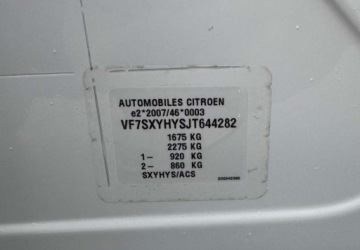 AUTOMOBILES CITROEN
e2*2007/46*0003
VF7SXYHYSJT644282
1675 KG
2275 KG
1- 920 KG
2- 860 KG
SXYHYS/ACS